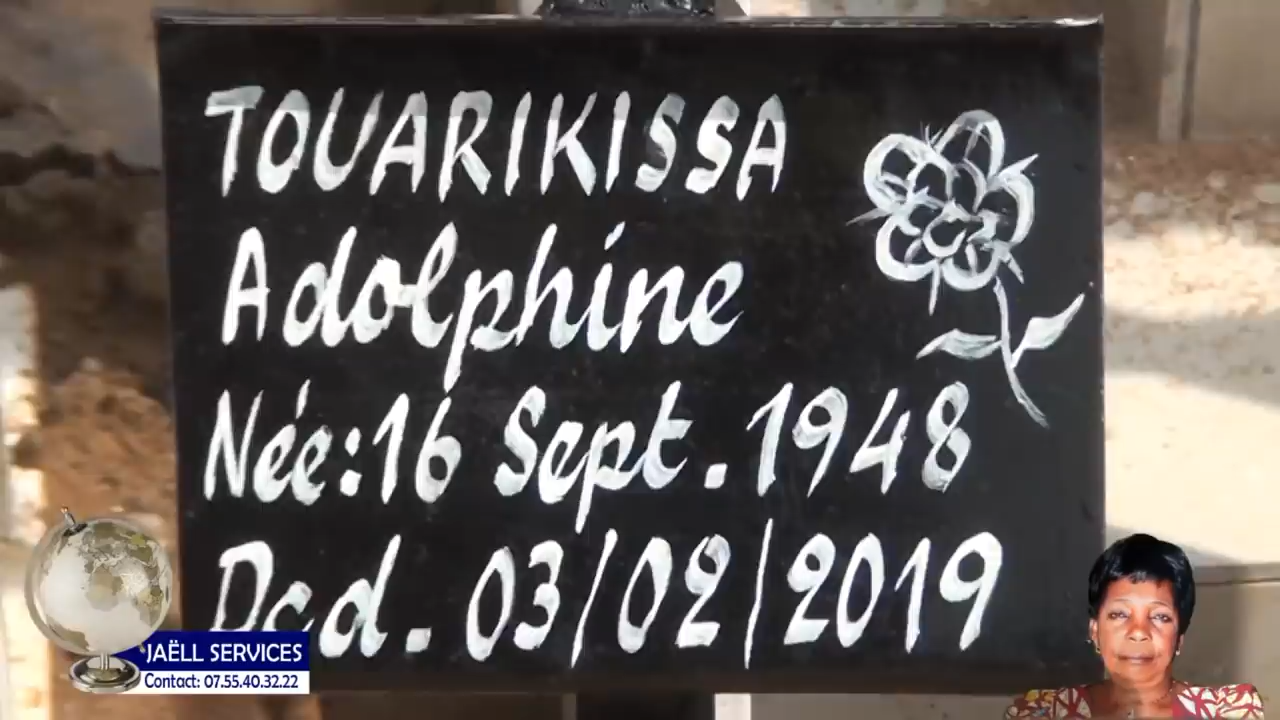 TOUARIKISSA
Adolphine
Née:16 Sept. 1948
Dcd. 03/02/2019
JAËLL SERVICES
Contact: 07.55.40.32.22